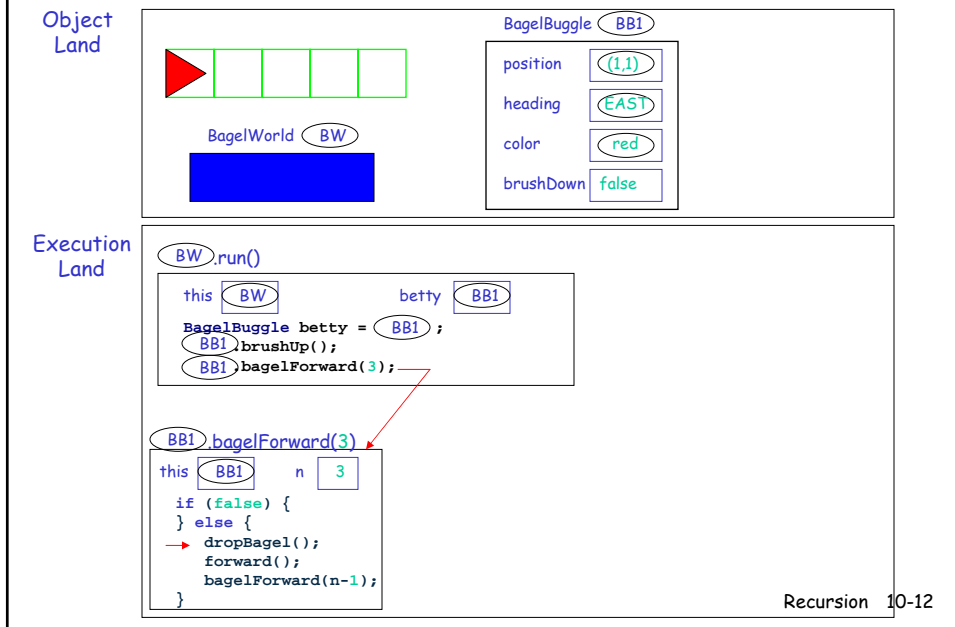 Object
Land
BagelBuggle BB1
position (1,1)
heading EAST
color red
brushDown false
BagelWorld BW
Execution
Land
BW.run()
this BW betty BB1
BagelBuggle betty = BB1 ;
BB1.brushUp();
BB1.bagelForward(3);
BB1.bagelForward(3)
this BB1 n 3
if (false) {
} else {
dropBagel();
forward();
bagelForward(n-1);
}
Recursion 10-12